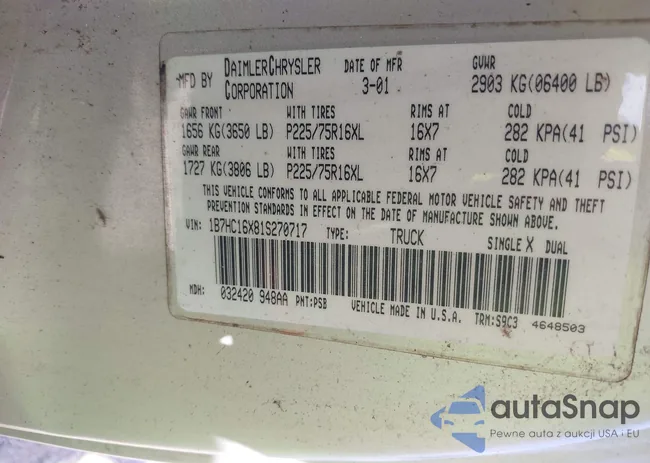 MFD BY DAIMLERCHRYSLER CORPORATION DATE OF MFR 3-01 GVWR 2903 KG(06400 LB)
GAWR FRONT WITH TIRES RIMS AT COLD
1656 KG(3650 LB) P225/75R16XL 16X7 282 KPA(41 PSI)
GAWR REAR WITH TIRES RIMS AT COLD
1727 KG(3806 LB) P225/75R16XL 16X7 282 KPA(41 PSI)
THIS VEHICLE CONFORMS TO ALL APPLICABLE FEDERAL MOTOR VEHICLE SAFETY AND THEFT
PREVENTION STANDARDS IN EFFECT ON THE DATE OF MANUFACTURE SHOWN ABOVE.
VIN: 1B7HC16X81S270717 TYPE: TRUCK SINGLE X DUAL
MDH: 032420 948AA PNT:PSB VEHICLE MADE IN U.S.A. TRM:S9C3 4648503
autoSnap
Pewne auta z aukcji USA i EU